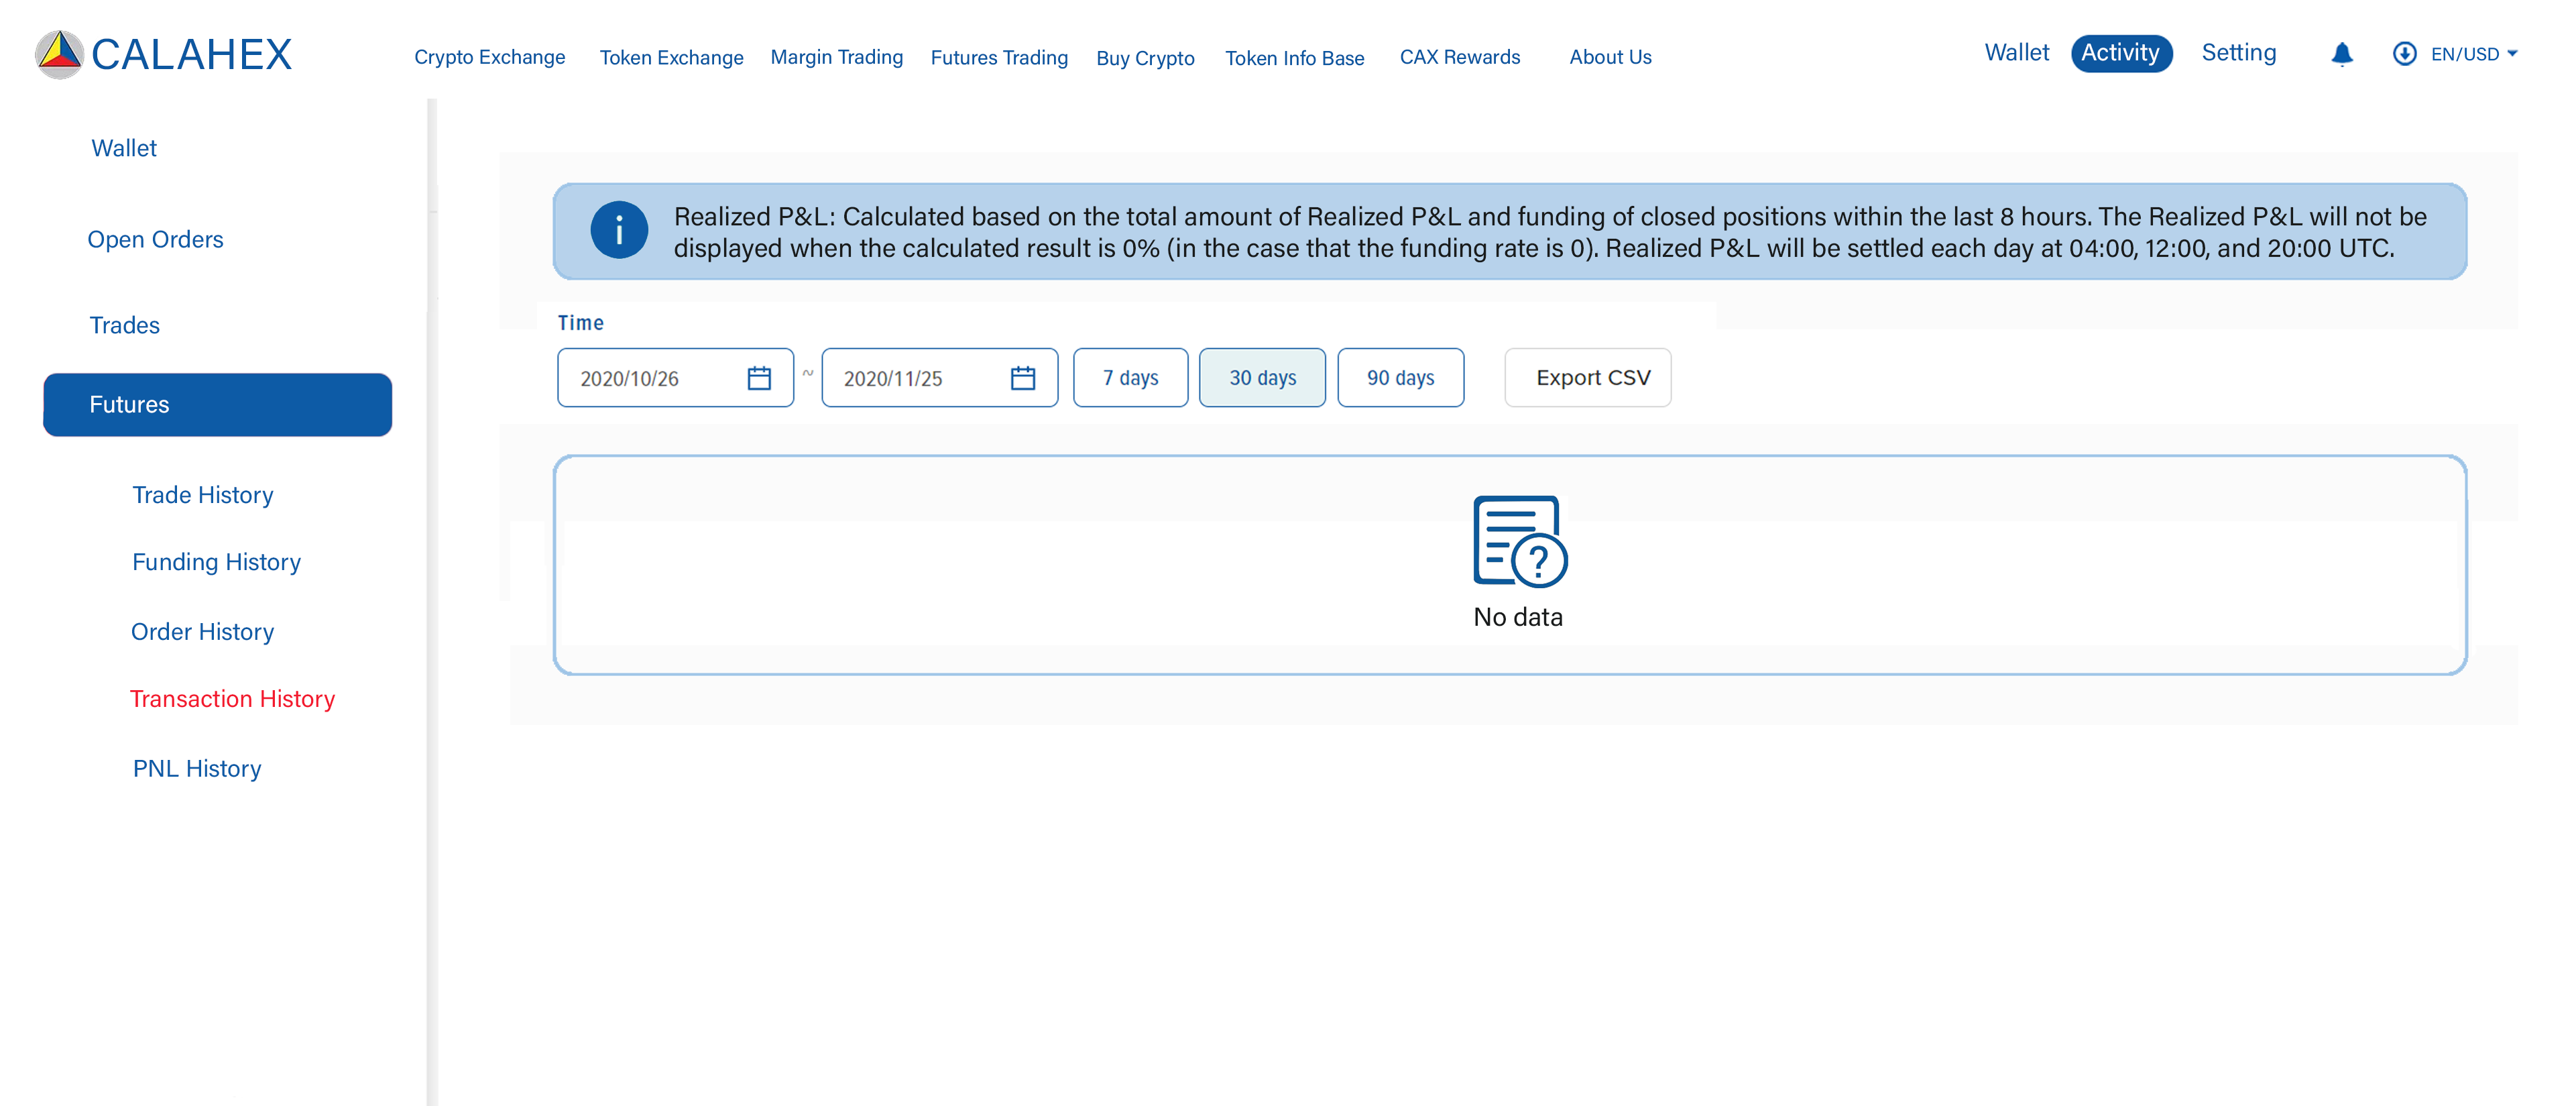 CALAHEX
Crypto Exchange
Token Exchange
Margin Trading
Futures Trading
Buy Crypto
Token Info Base
CAX Rewards
About Us
Wallet
Activity
Setting
EN/USD
Wallet
Open Orders
Trades
Futures
Trade History
Funding History
Order History
Transaction History
PNL History
i
Realized P&L: Calculated based on the total amount of Realized P&L and funding of closed positions within the last 8 hours. The Realized P&L will not be
displayed when the calculated result is 0% (in the case that the funding rate is 0). Realized P&L will be settled each day at 04:00, 12:00, and 20:00 UTC.
Time
2020/10/26 ~ 2020/11/25
7 days
30 days
90 days
Export CSV
?
No data